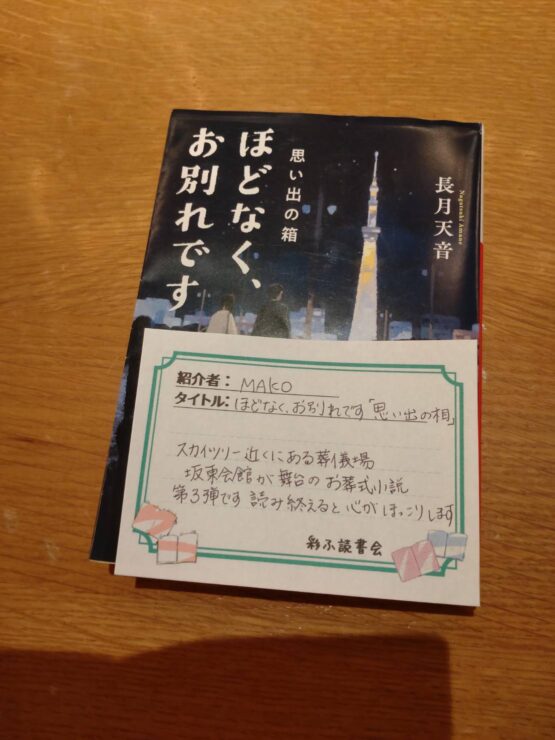 ほどなく、
お別れです
思い出の箱
長月天音
Nagatsuki Amane
紹介者： MAKO
タイトル： ほどなく、お別れです「思い出の相」
スカイツリー近くにある葬儀場
坂東会館が舞台のお葬式小説
第3弾です 読み終えると心がほっこりします
彩ふ読書会